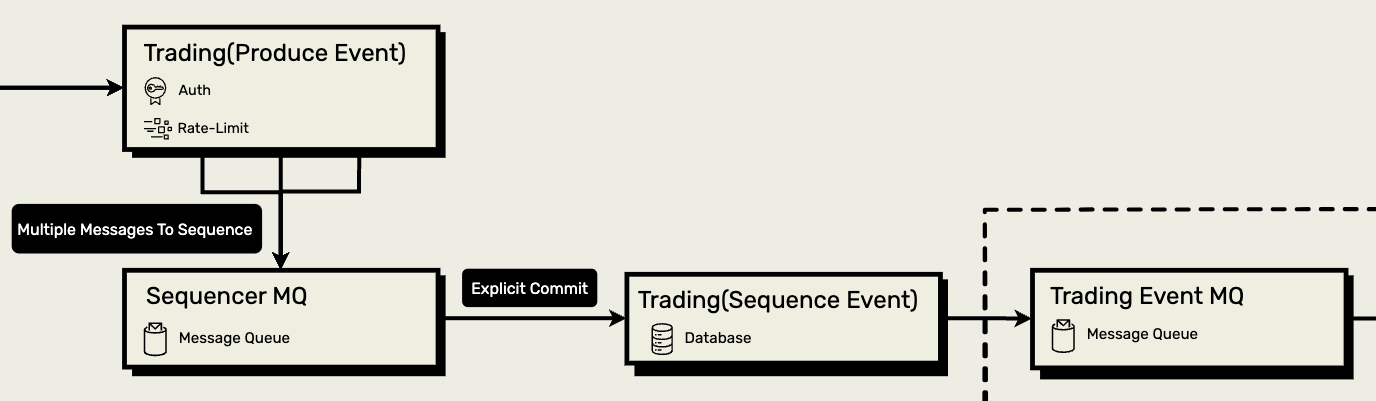 Trading(Produce Event)
Auth
Rate-Limit
Multiple Messages To Sequence
Sequencer MQ
Message Queue
Explicit Commit
Trading(Sequence Event)
Database
Trading Event MQ
Message Queue